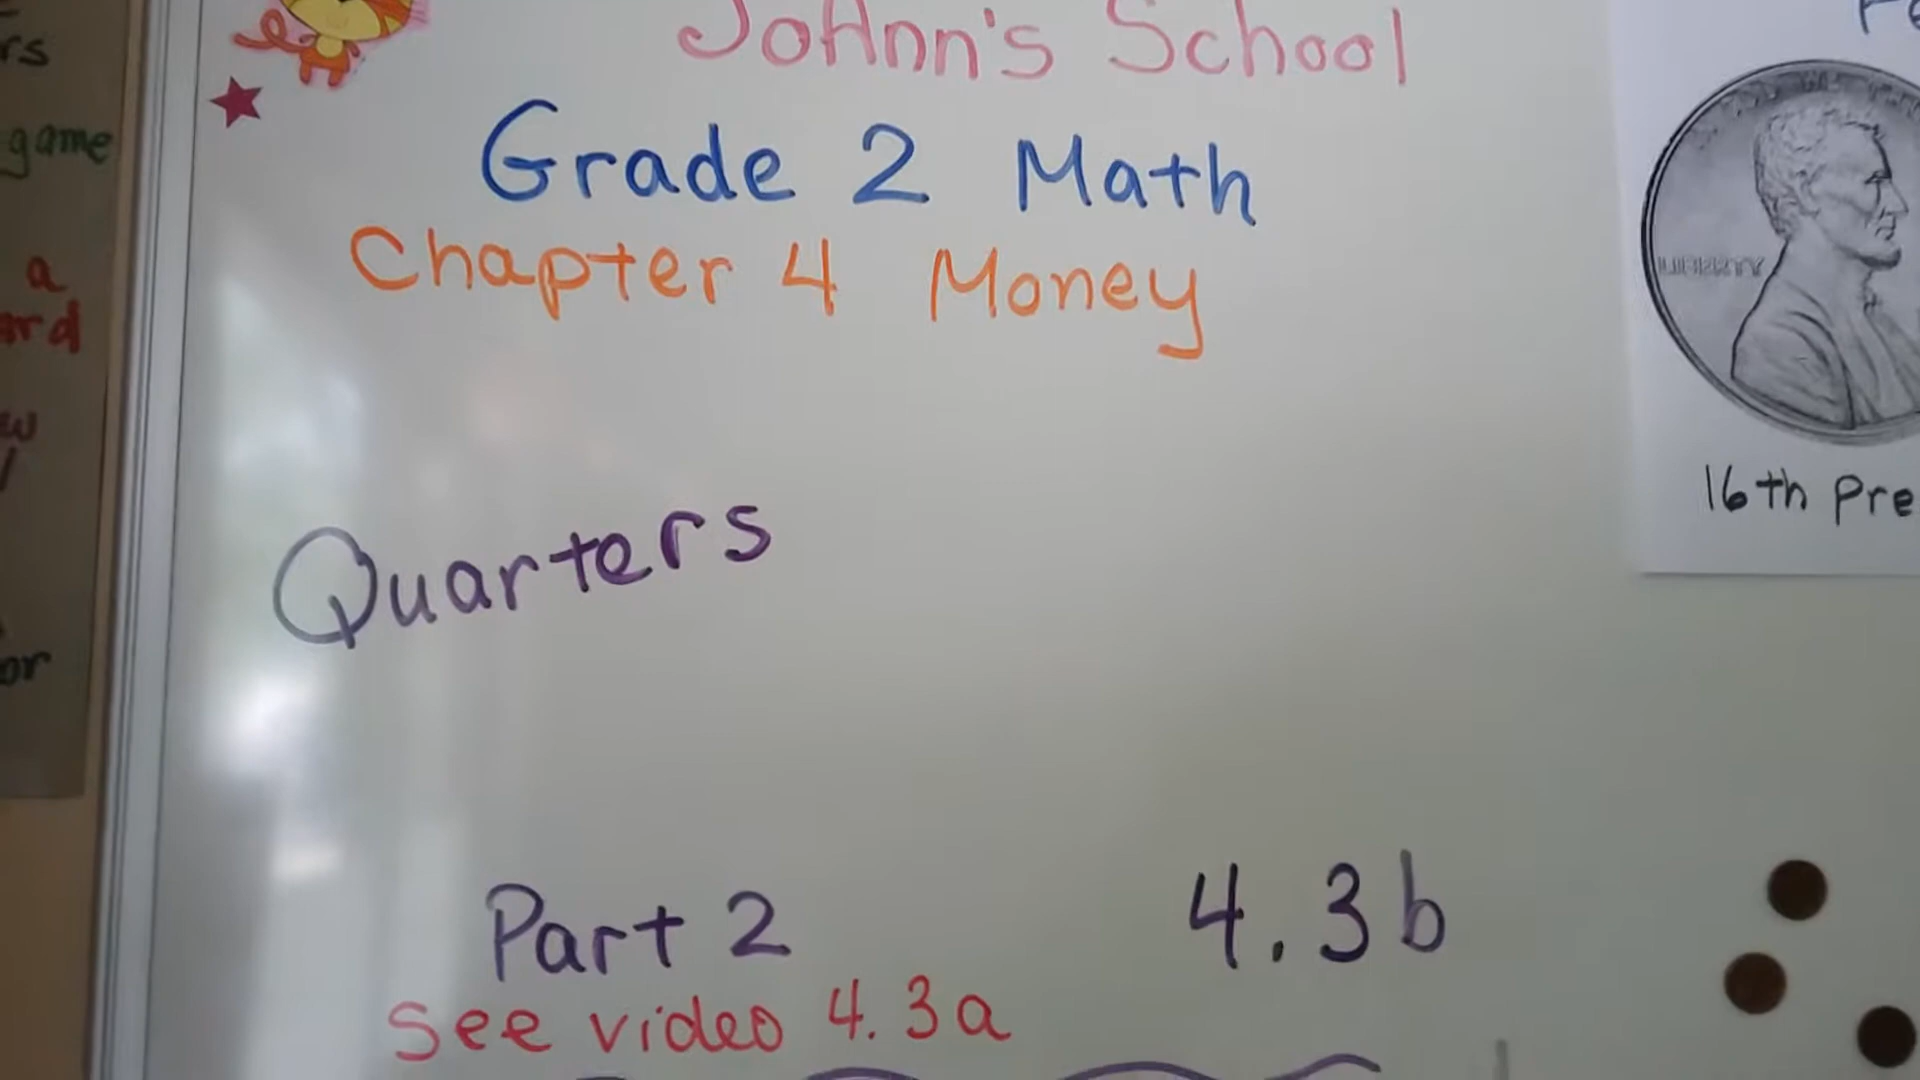 JoAnn's School
Grade 2 Math
Chapter 4 Money
Quarters
Part 2
4.3b
see video 4.3a
LIBERTY
16th Pre
rs
game
a
ard
w
or